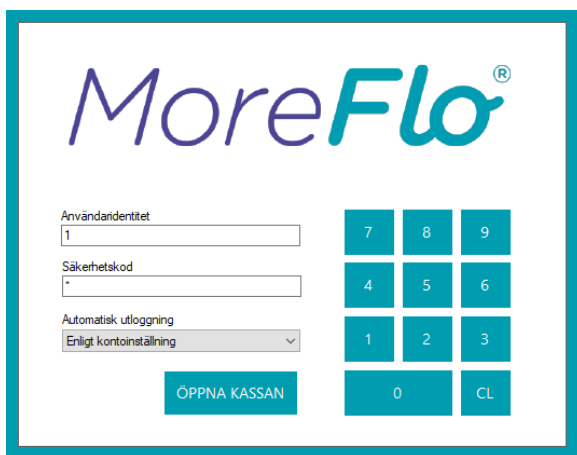 MoreFlo®
Användaridentitet
1
Säkerhetskod
*
Automatisk utloggning
Enligt kontoinställning
ÖPPNA KASSAN
7 8 9
4 5 6
1 2 3
0 CL